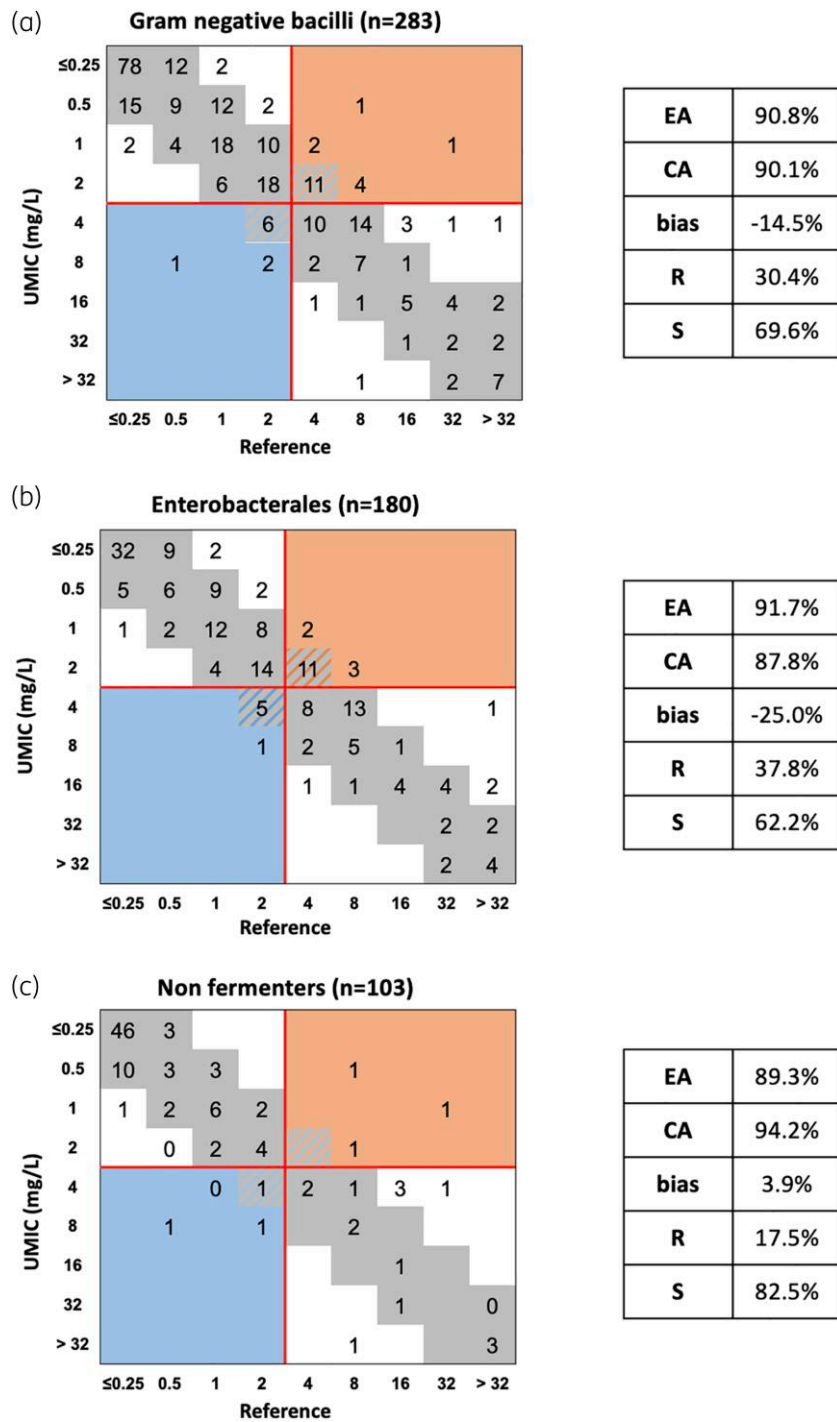 (a)
Gram negative bacilli (n=283)
≤0.25 78 12 2
0.5 15 9 12 2 1
1 2 4 18 10 2 1
2 6 18 11 4
4 6 10 14 3 1 1
8 1 2 2 7 1
16 1 1 5 4 2
32 1 2 2
> 32 1 2 7
UMIC (mg/L)
≤0.25 0.5 1 2 4 8 16 32 > 32
Reference
EA 90.8%
CA 90.1%
bias -14.5%
R 30.4%
S 69.6%
(b)
Enterobacterales (n=180)
≤0.25 32 9 2
0.5 5 6 9 2
1 1 2 12 8 2
2 4 14 11 3
4 5 8 13 1
8 1 2 5 1
16 1 1 4 4 2
32 2 2
> 32 2 4
UMIC (mg/L)
≤0.25 0.5 1 2 4 8 16 32 > 32
Reference
EA 91.7%
CA 87.8%
bias -25.0%
R 37.8%
S 62.2%
(c)
Non fermenters (n=103)
≤0.25 46 3
0.5 10 3 3 1
1 1 2 6 2 1
2 0 2 4 1
4 0 1 2 1 3 1
8 1 1 2
16 1
32 1 0
> 32 1 3
UMIC (mg/L)
≤0.25 0.5 1 2 4 8 16 32 > 32
Reference
EA 89.3%
CA 94.2%
bias 3.9%
R 17.5%
S 82.5%